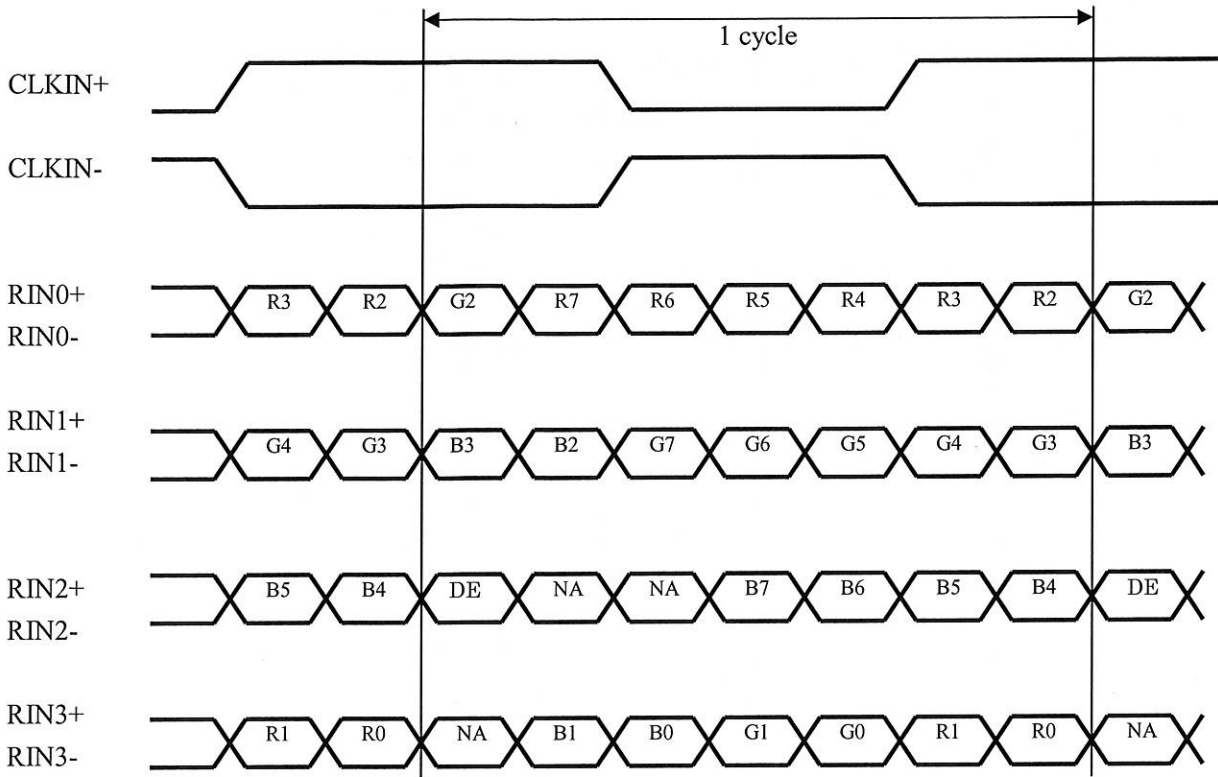 1 cycle
CLKIN+
CLKIN-
RIN0+
RIN0-
R3 R2 G2 R7 R6 R5 R4 R3 R2 G2
RIN1+
RIN1-
G4 G3 B3 B2 G7 G6 G5 G4 G3 B3
RIN2+
RIN2-
B5 B4 DE NA NA B7 B6 B5 B4 DE
RIN3+
RIN3-
R1 R0 NA B1 B0 G1 G0 R1 R0 NA